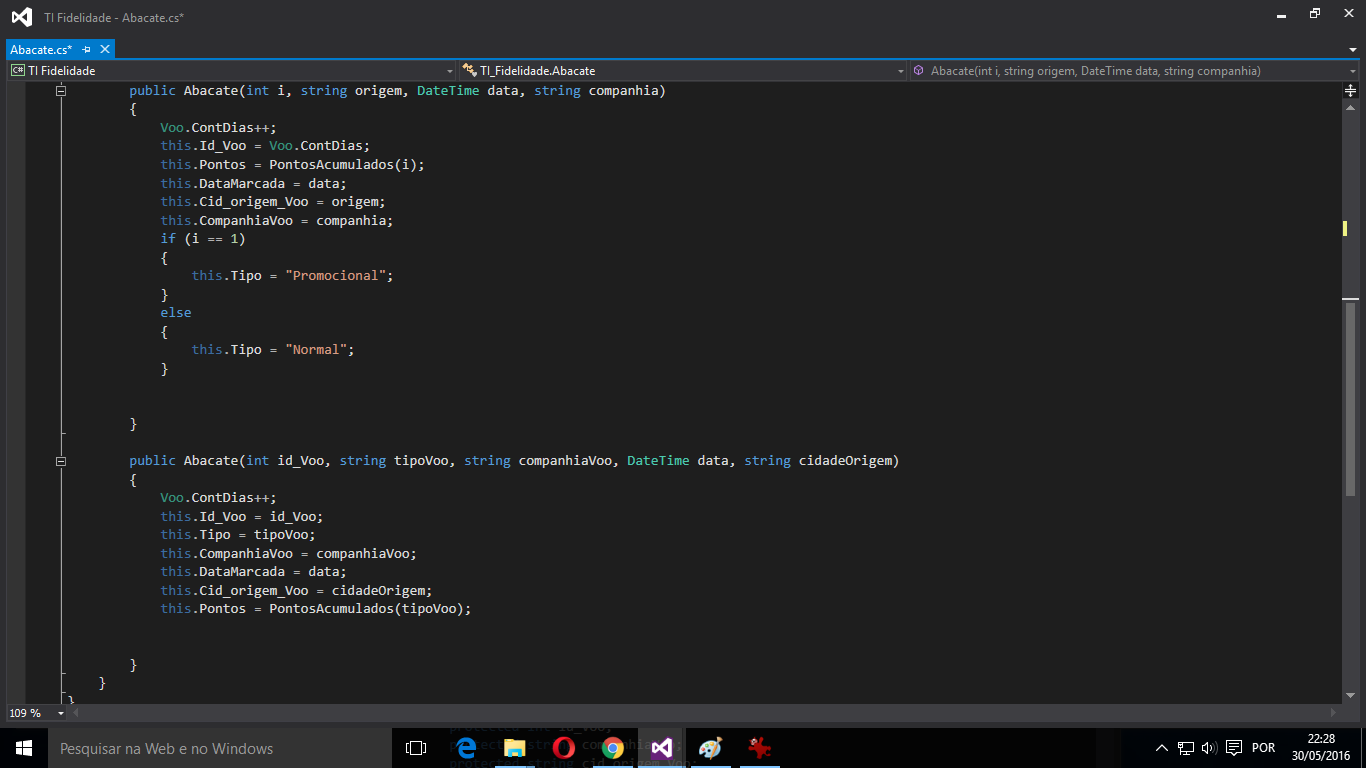 TI Fidelidade - Abacate.cs*
Abacate.cs*
C# TI Fidelidade
TI_Fidelidade.Abacate
Abacate(int i, string origem, DateTime data, string companhia)
public Abacate(int i, string origem, DateTime data, string companhia)
{
Voo.ContDias++;
this.Id_Voo = Voo.ContDias;
this.Pontos = PontosAcumulados(i);
this.DataMarcada = data;
this.Cid_origem_Voo = origem;
this.CompanhiaVoo = companhia;
if (i == 1)
{
this.Tipo = "Promocional";
}
else
{
this.Tipo = "Normal";
}
}
public Abacate(int id_Voo, string tipoVoo, string companhiaVoo, DateTime data, string cidadeOrigem)
{
Voo.ContDias++;
this.Id_Voo = id_Voo;
this.Tipo = tipoVoo;
this.CompanhiaVoo = companhiaVoo;
this.DataMarcada = data;
this.Cid_origem_Voo = cidadeOrigem;
this.Pontos = PontosAcumulados(tipoVoo);
}
}
}
109 %
Pesquisar na Web e no Windows
POR
22:28
30/05/2016